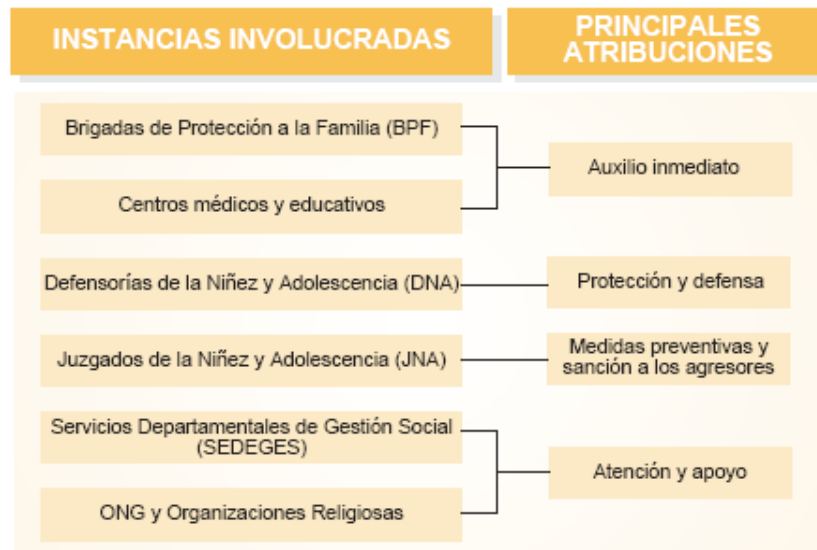 INSTANCIAS INVOLUCRADAS
PRINCIPALES
ATRIBUCIONES
Brigadas de Protección a la Familia (BPF)
Centros médicos y educativos
Auxilio inmediato
Defensorías de la Niñez y Adolescencia (DNA)
Protección y defensa
Juzgados de la Niñez y Adolescencia (JNA)
Medidas preventivas y
sanción a los agresores
Servicios Departamentales de Gestión Social
(SEDEGES)
ONG y Organizaciones Religiosas
Atención y apoyo